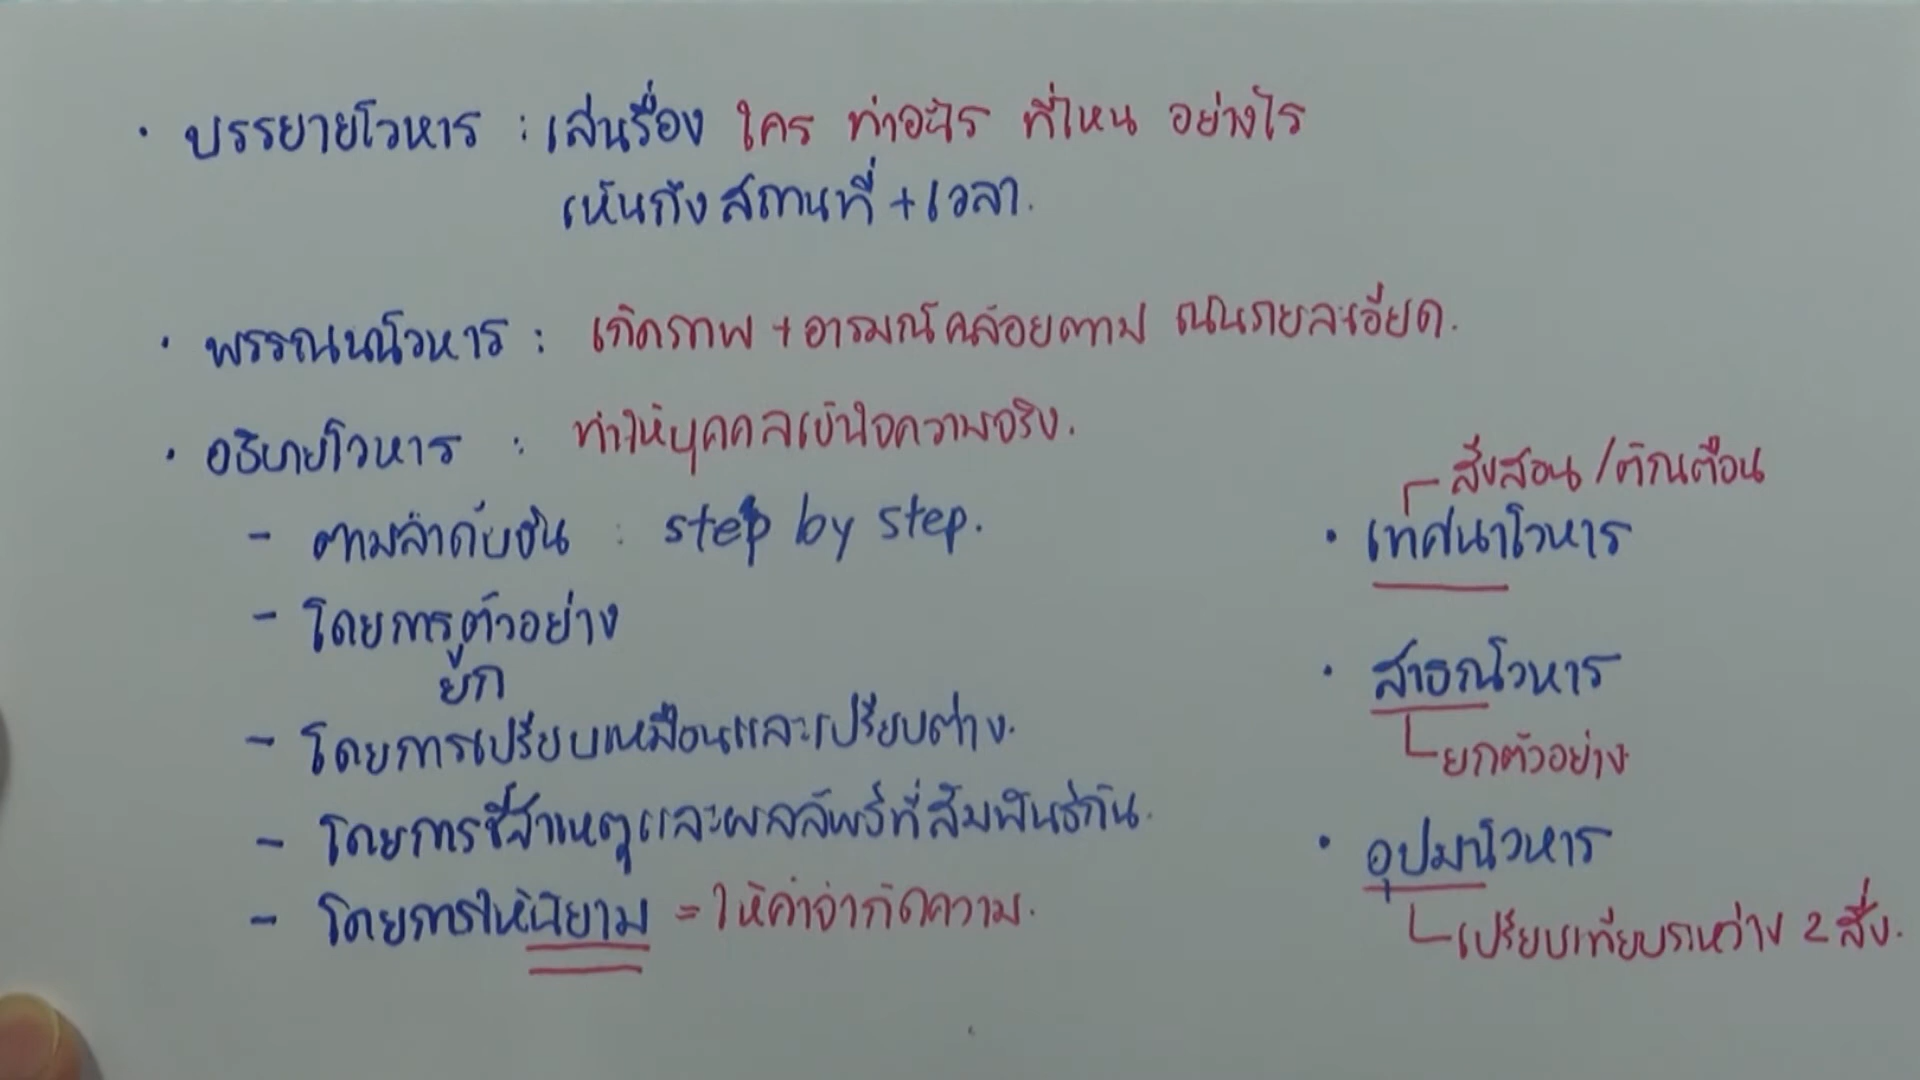 · บรรยายโวหาร : เล่นเรื่อง ใคร ทำอะไร ที่ไหน อย่างไร
เห็นถึงสถานที่ + เวลา.
· พรรณนาโวหาร : เกิดภาพ + อารมณ์คล้อยตาม เน้นรายละเอียด.
· อธิบายโวหาร : ทำให้บุคคลเข้าใจความจริง.
- ตามลำดับขั้น : step by step.
- โดยการยกตัวอย่าง
- โดยการเปรียบเหมือนและเปรียบต่าง.
- โดยการชี้สาเหตุและผลลัพธ์ที่สัมพันธ์กัน.
- โดยการให้นิยาม = ให้คำจำกัดความ.
สั่งสอน / ตักเตือน
· เทศนาโวหาร
· สาธกโวหาร
ยกตัวอย่าง
· อุปมาโวหาร
เปรียบเทียบระหว่าง 2 สิ่ง.